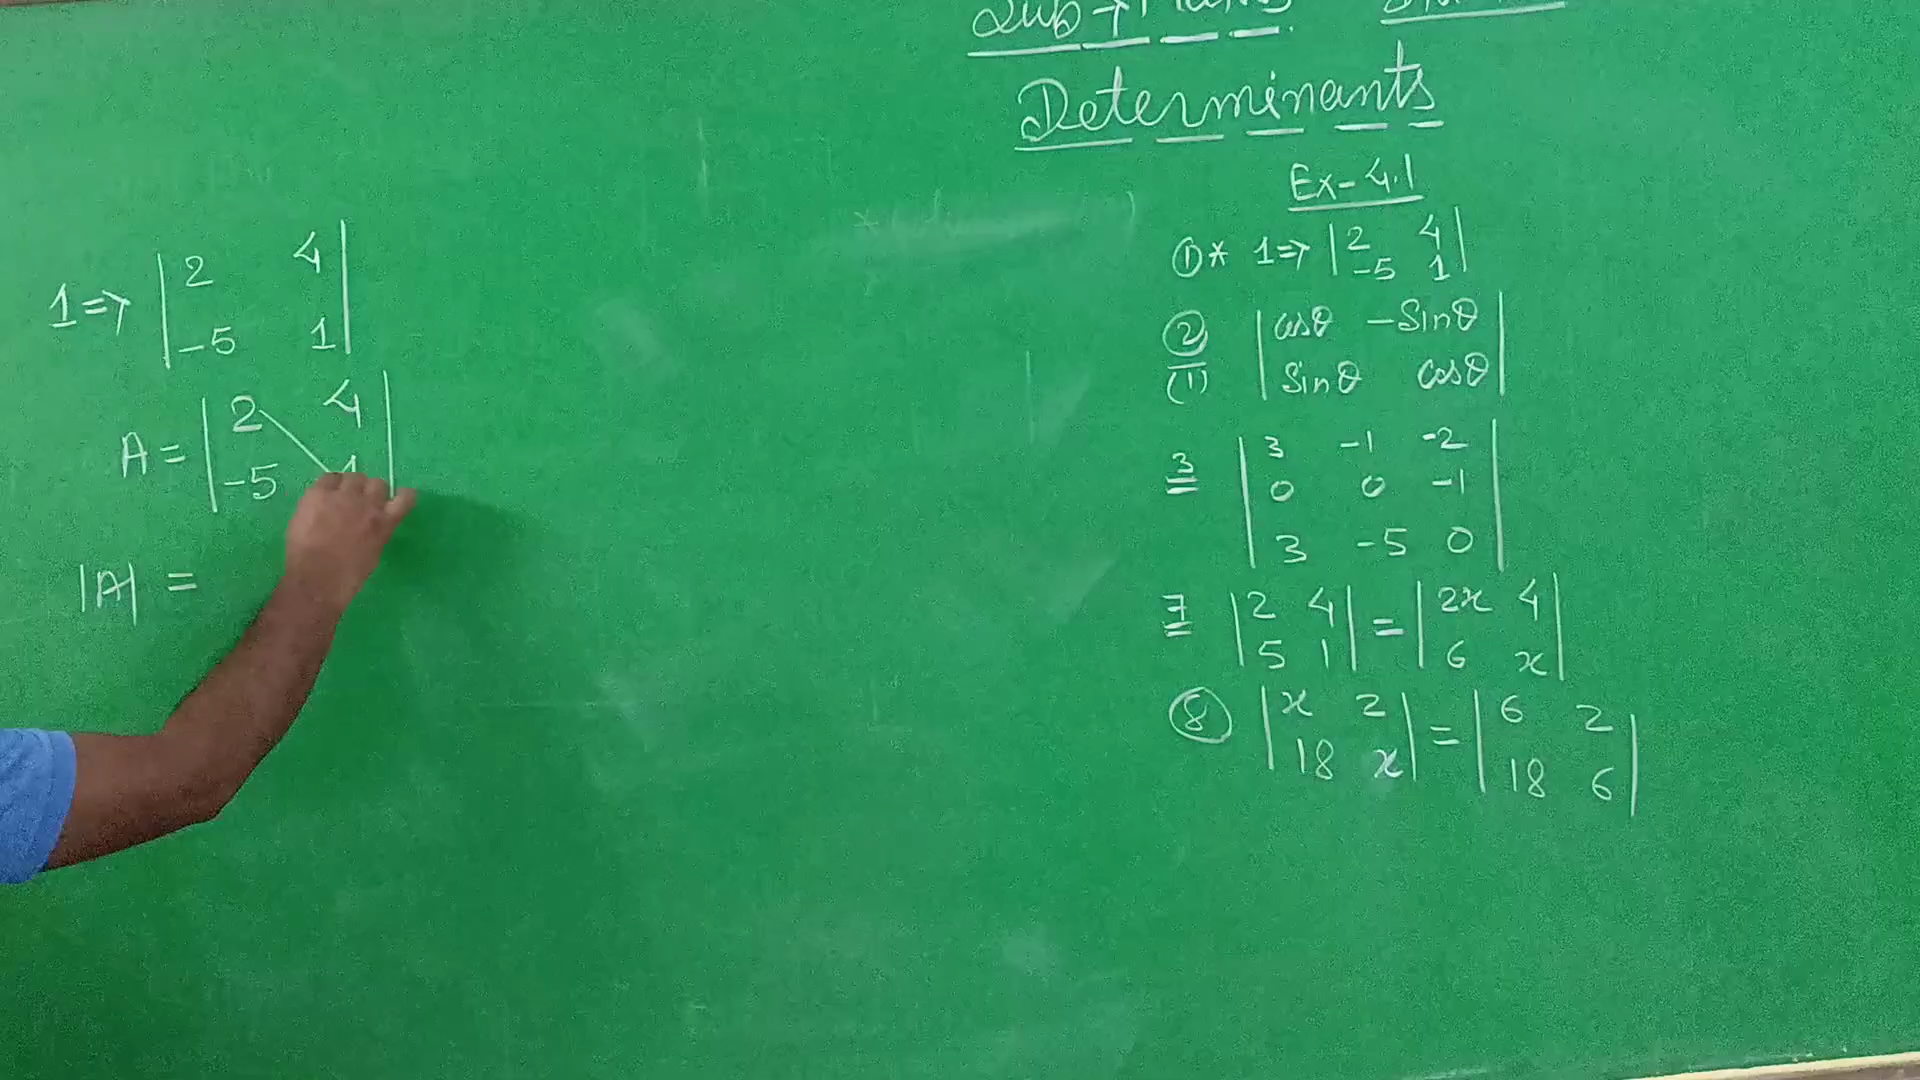 Determinants
Ex-4.1
① * 1⇒ |2 4|
|-5 1|
② (1) |cosθ -Sinθ|
|Sinθ cosθ|
3 |3 -1 -2|
|0 0 -1|
|3 -5 0|
7 |2 4| = |2x 4|
|5 1| |6 x|
⑧ |x 2| = |6 2|
|18 x| |18 6|
1⇒ |2 4|
|-5 1|
A = |2 4|
|-5
|A| =